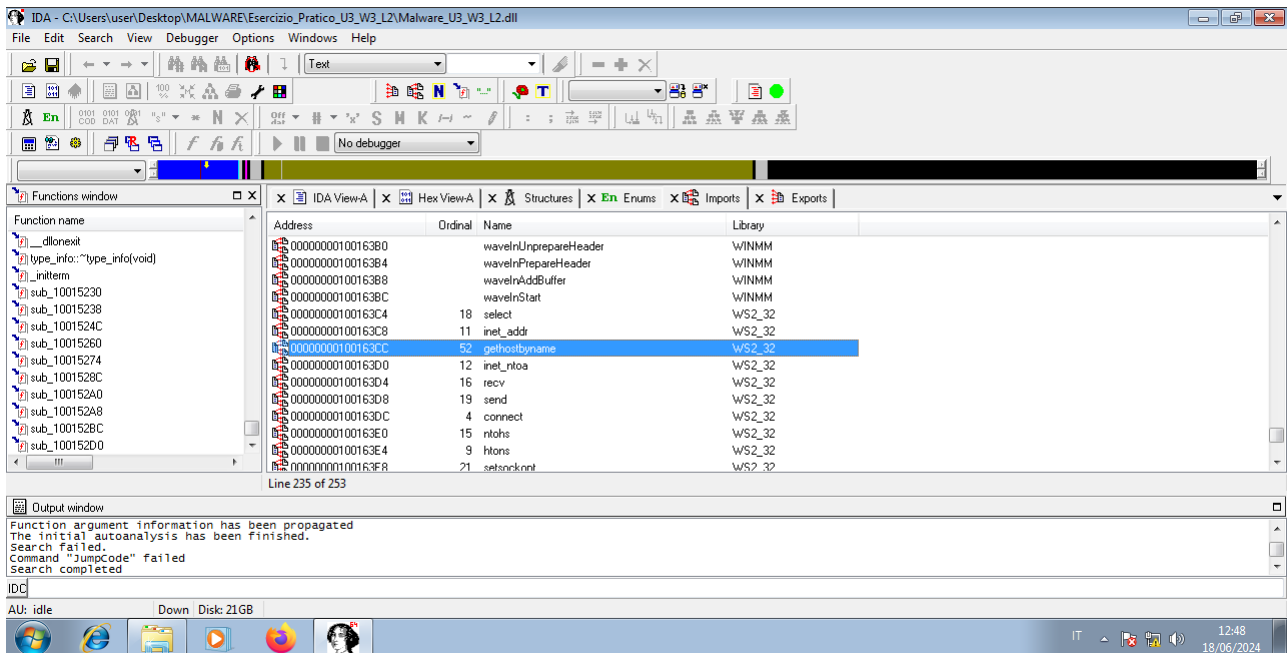 IDA - C:\Users\user\Desktop\MALWARE\Esercizio_Pratico_U3_W3_L2\Malware_U3_W3_L2.dll
File Edit Search View Debugger Options Windows Help
Text
No debugger
Functions window
IDA View-A Hex View-A Structures En Enums Imports Exports
Function name
__dllonexit
type_info::~type_info(void)
_initterm
sub_10015230
sub_10015238
sub_1001524C
sub_10015260
sub_10015274
sub_1001528C
sub_100152A0
sub_100152A8
sub_100152BC
sub_100152D0
Address Ordinal Name Library
00000000100163B0 waveInUnprepareHeader WINMM
00000000100163B4 waveInPrepareHeader WINMM
00000000100163B8 waveInAddBuffer WINMM
00000000100163BC waveInStart WINMM
00000000100163C4 18 select WS2_32
00000000100163C8 11 inet_addr WS2_32
00000000100163CC 52 gethostbyname WS2_32
00000000100163D0 12 inet_ntoa WS2_32
00000000100163D4 16 recv WS2_32
00000000100163D8 19 send WS2_32
00000000100163DC 4 connect WS2_32
00000000100163E0 15 ntohs WS2_32
00000000100163E4 9 htons WS2_32
00000000100163E8 21 setsockopt WS2_32
Line 235 of 253
Output window
Function argument information has been propagated
The initial autoanalysis has been finished.
Search failed.
Command "JumpCode" failed
Search completed
IDC
AU: idle Down Disk: 21GB
IT 12:48
18/06/2024